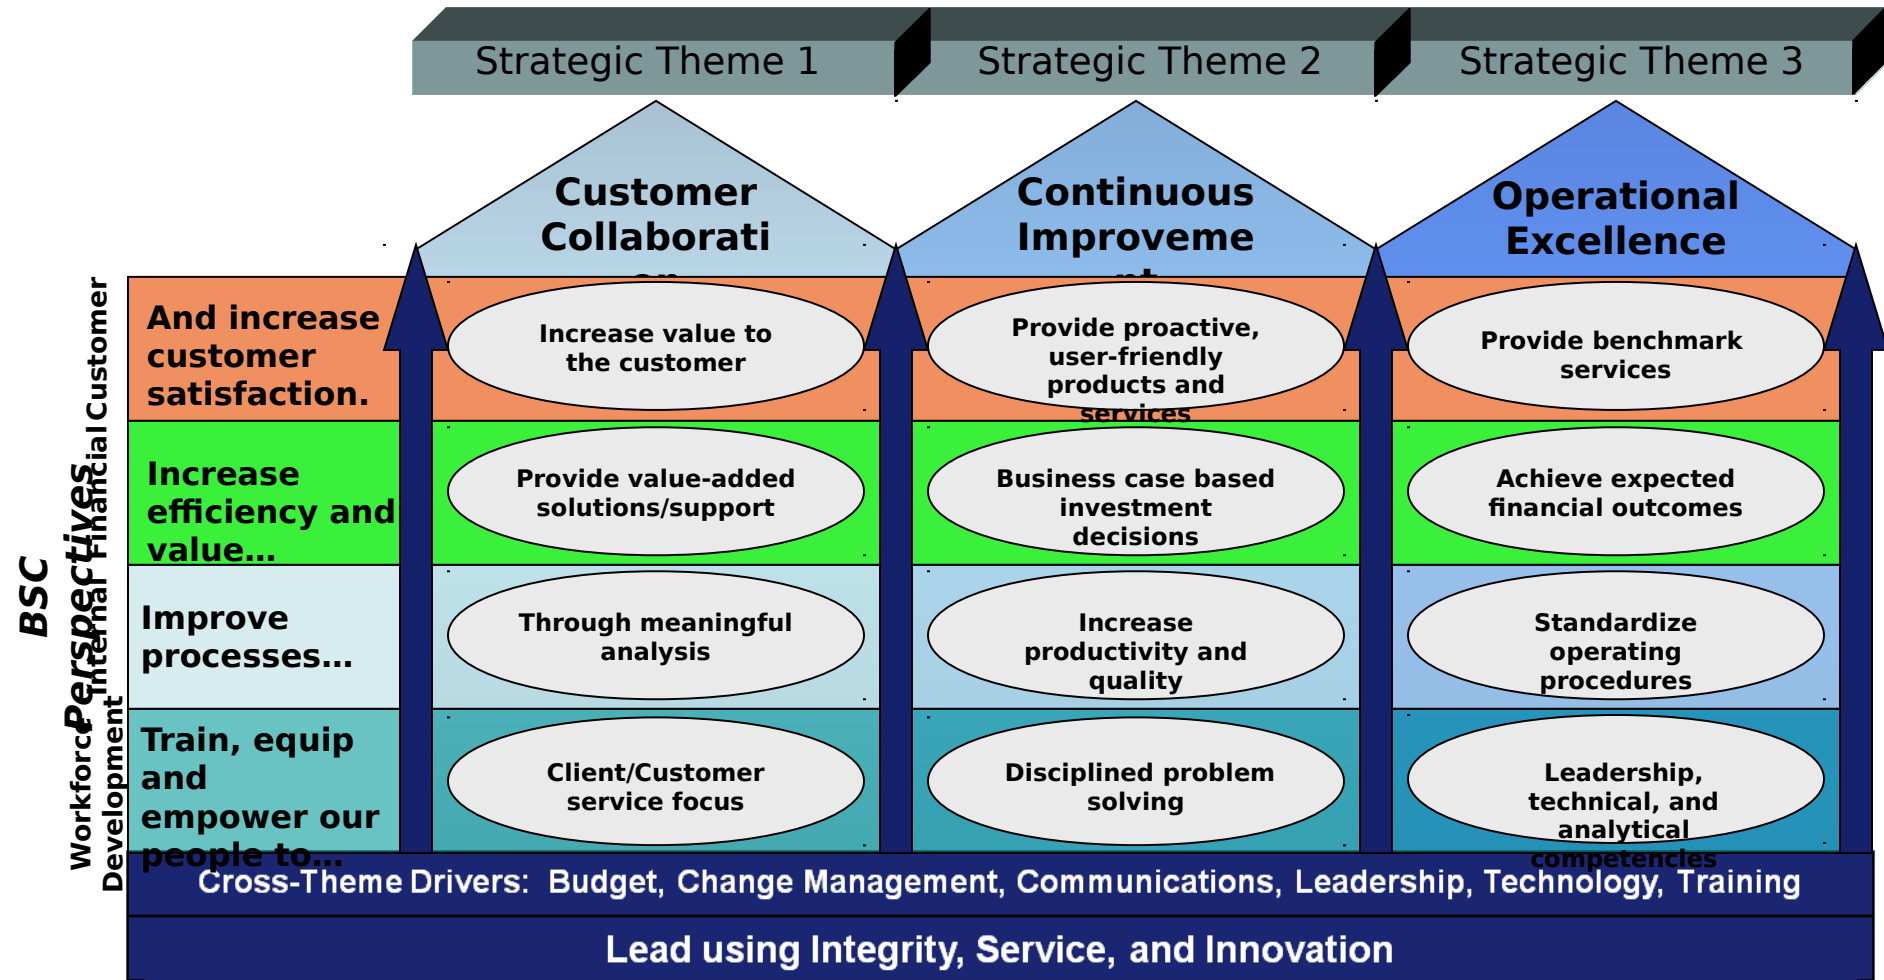 Strategic Theme 1
Strategic Theme 2
Strategic Theme 3
Customer
Collaborati
on
Continuous
Improveme
nt
Operational
Excellence
BSC
Perspectives
Customer
And increase
customer
satisfaction.
Increase value to
the customer
Provide proactive,
user-friendly
products and
services
Provide benchmark
services
Financial
Increase
efficiency and
value...
Provide value-added
solutions/support
Business case based
investment
decisions
Achieve expected
financial outcomes
Internal
Improve
processes...
Through meaningful
analysis
Increase
productivity and
quality
Standardize
operating
procedures
Workforce
Development
Train, equip
and
empower our
people to...
Client/Customer
service focus
Disciplined problem
solving
Leadership,
technical, and
analytical
competencies
Cross-Theme Drivers: Budget, Change Management, Communications, Leadership, Technology, Training
Lead using Integrity, Service, and Innovation